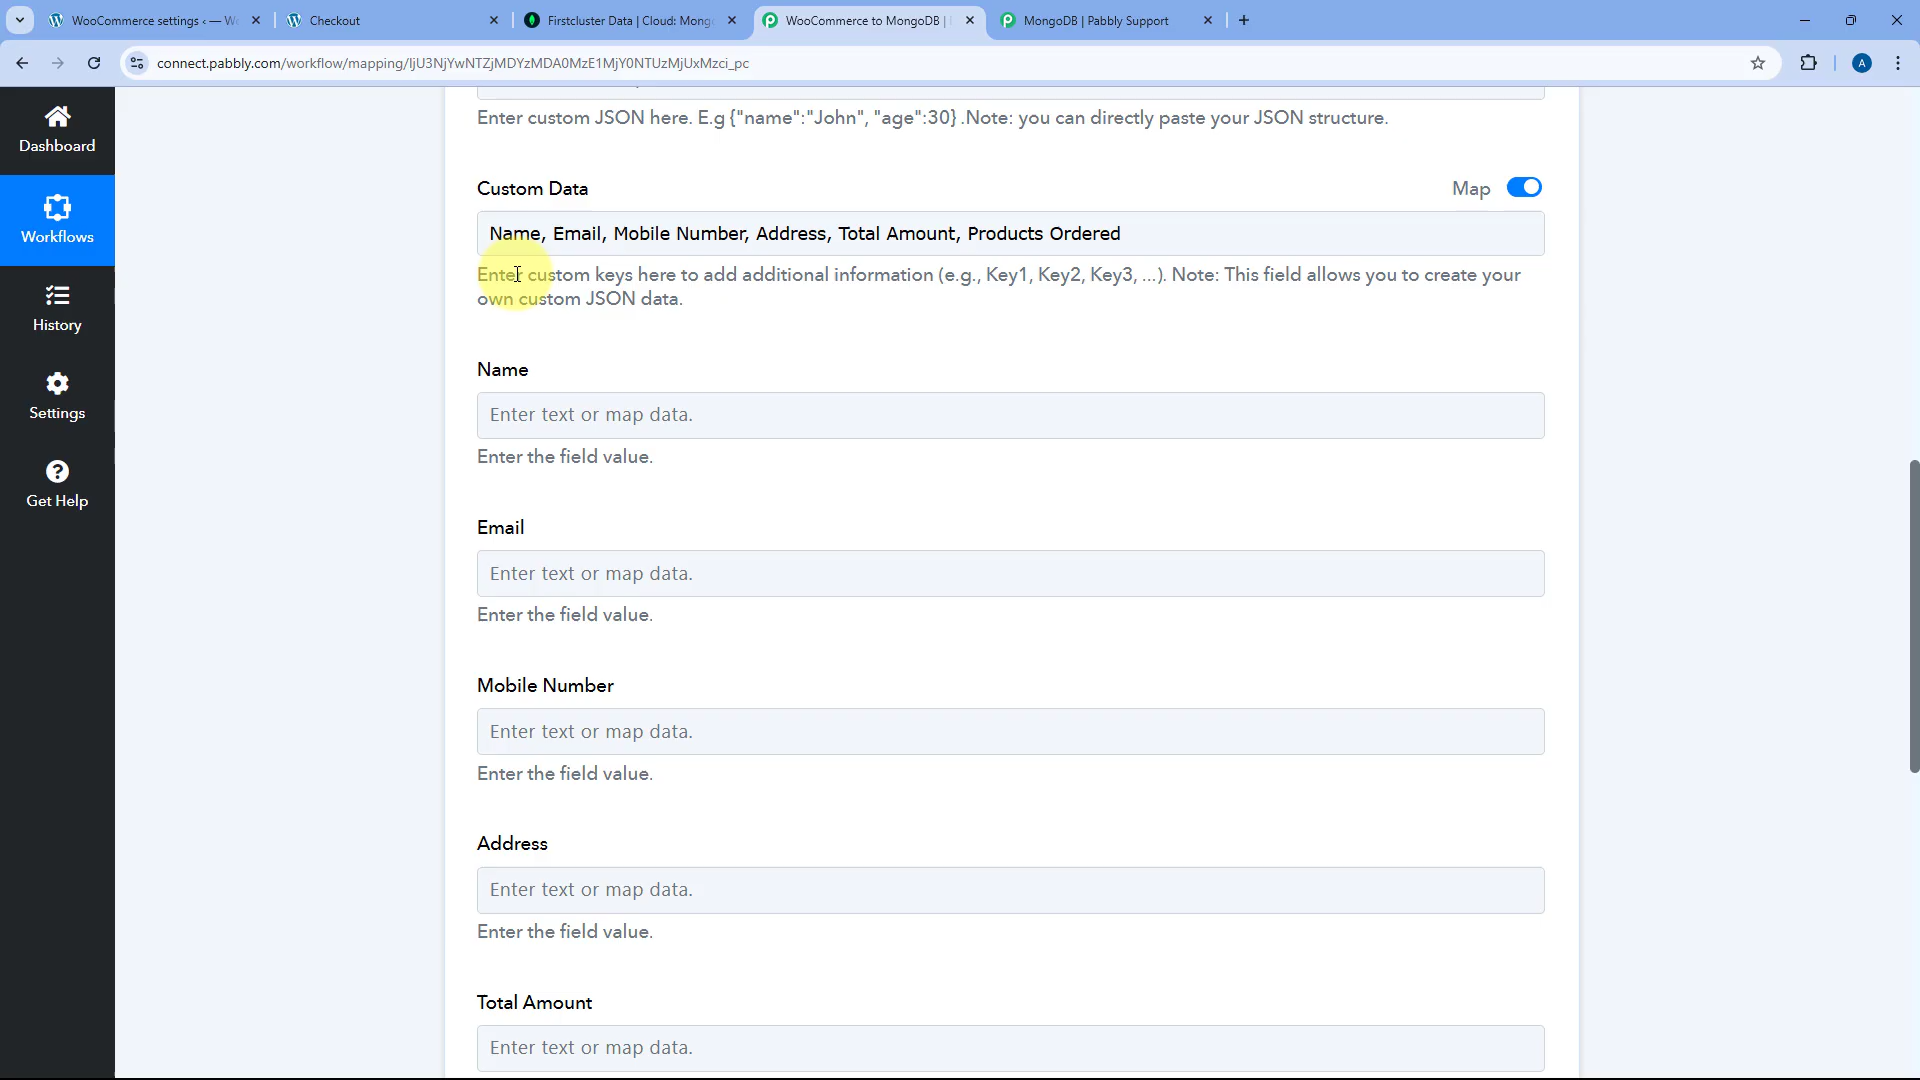 WooCommerce settings ‹ — W
Checkout
Firstcluster Data | Cloud: Mong
WooCommerce to MongoDB |
MongoDB | Pabbly Support
connect.pabbly.com/workflow/mapping/IjU3NjYwNTZjMDYzMDA0MzE1MjY0NTUzMjUxMzci_pc
A
Dashboard
Workflows
History
Settings
Get Help
Enter custom JSON here. E.g {"name":"John", "age":30} .Note: you can directly paste your JSON structure.
Custom Data
Map
Name, Email, Mobile Number, Address, Total Amount, Products Ordered
Enter custom keys here to add additional information (e.g., Key1, Key2, Key3, ...). Note: This field allows you to create your
own custom JSON data.
Name
Enter text or map data.
Enter the field value.
Email
Enter text or map data.
Enter the field value.
Mobile Number
Enter text or map data.
Enter the field value.
Address
Enter text or map data.
Enter the field value.
Total Amount
Enter text or map data.